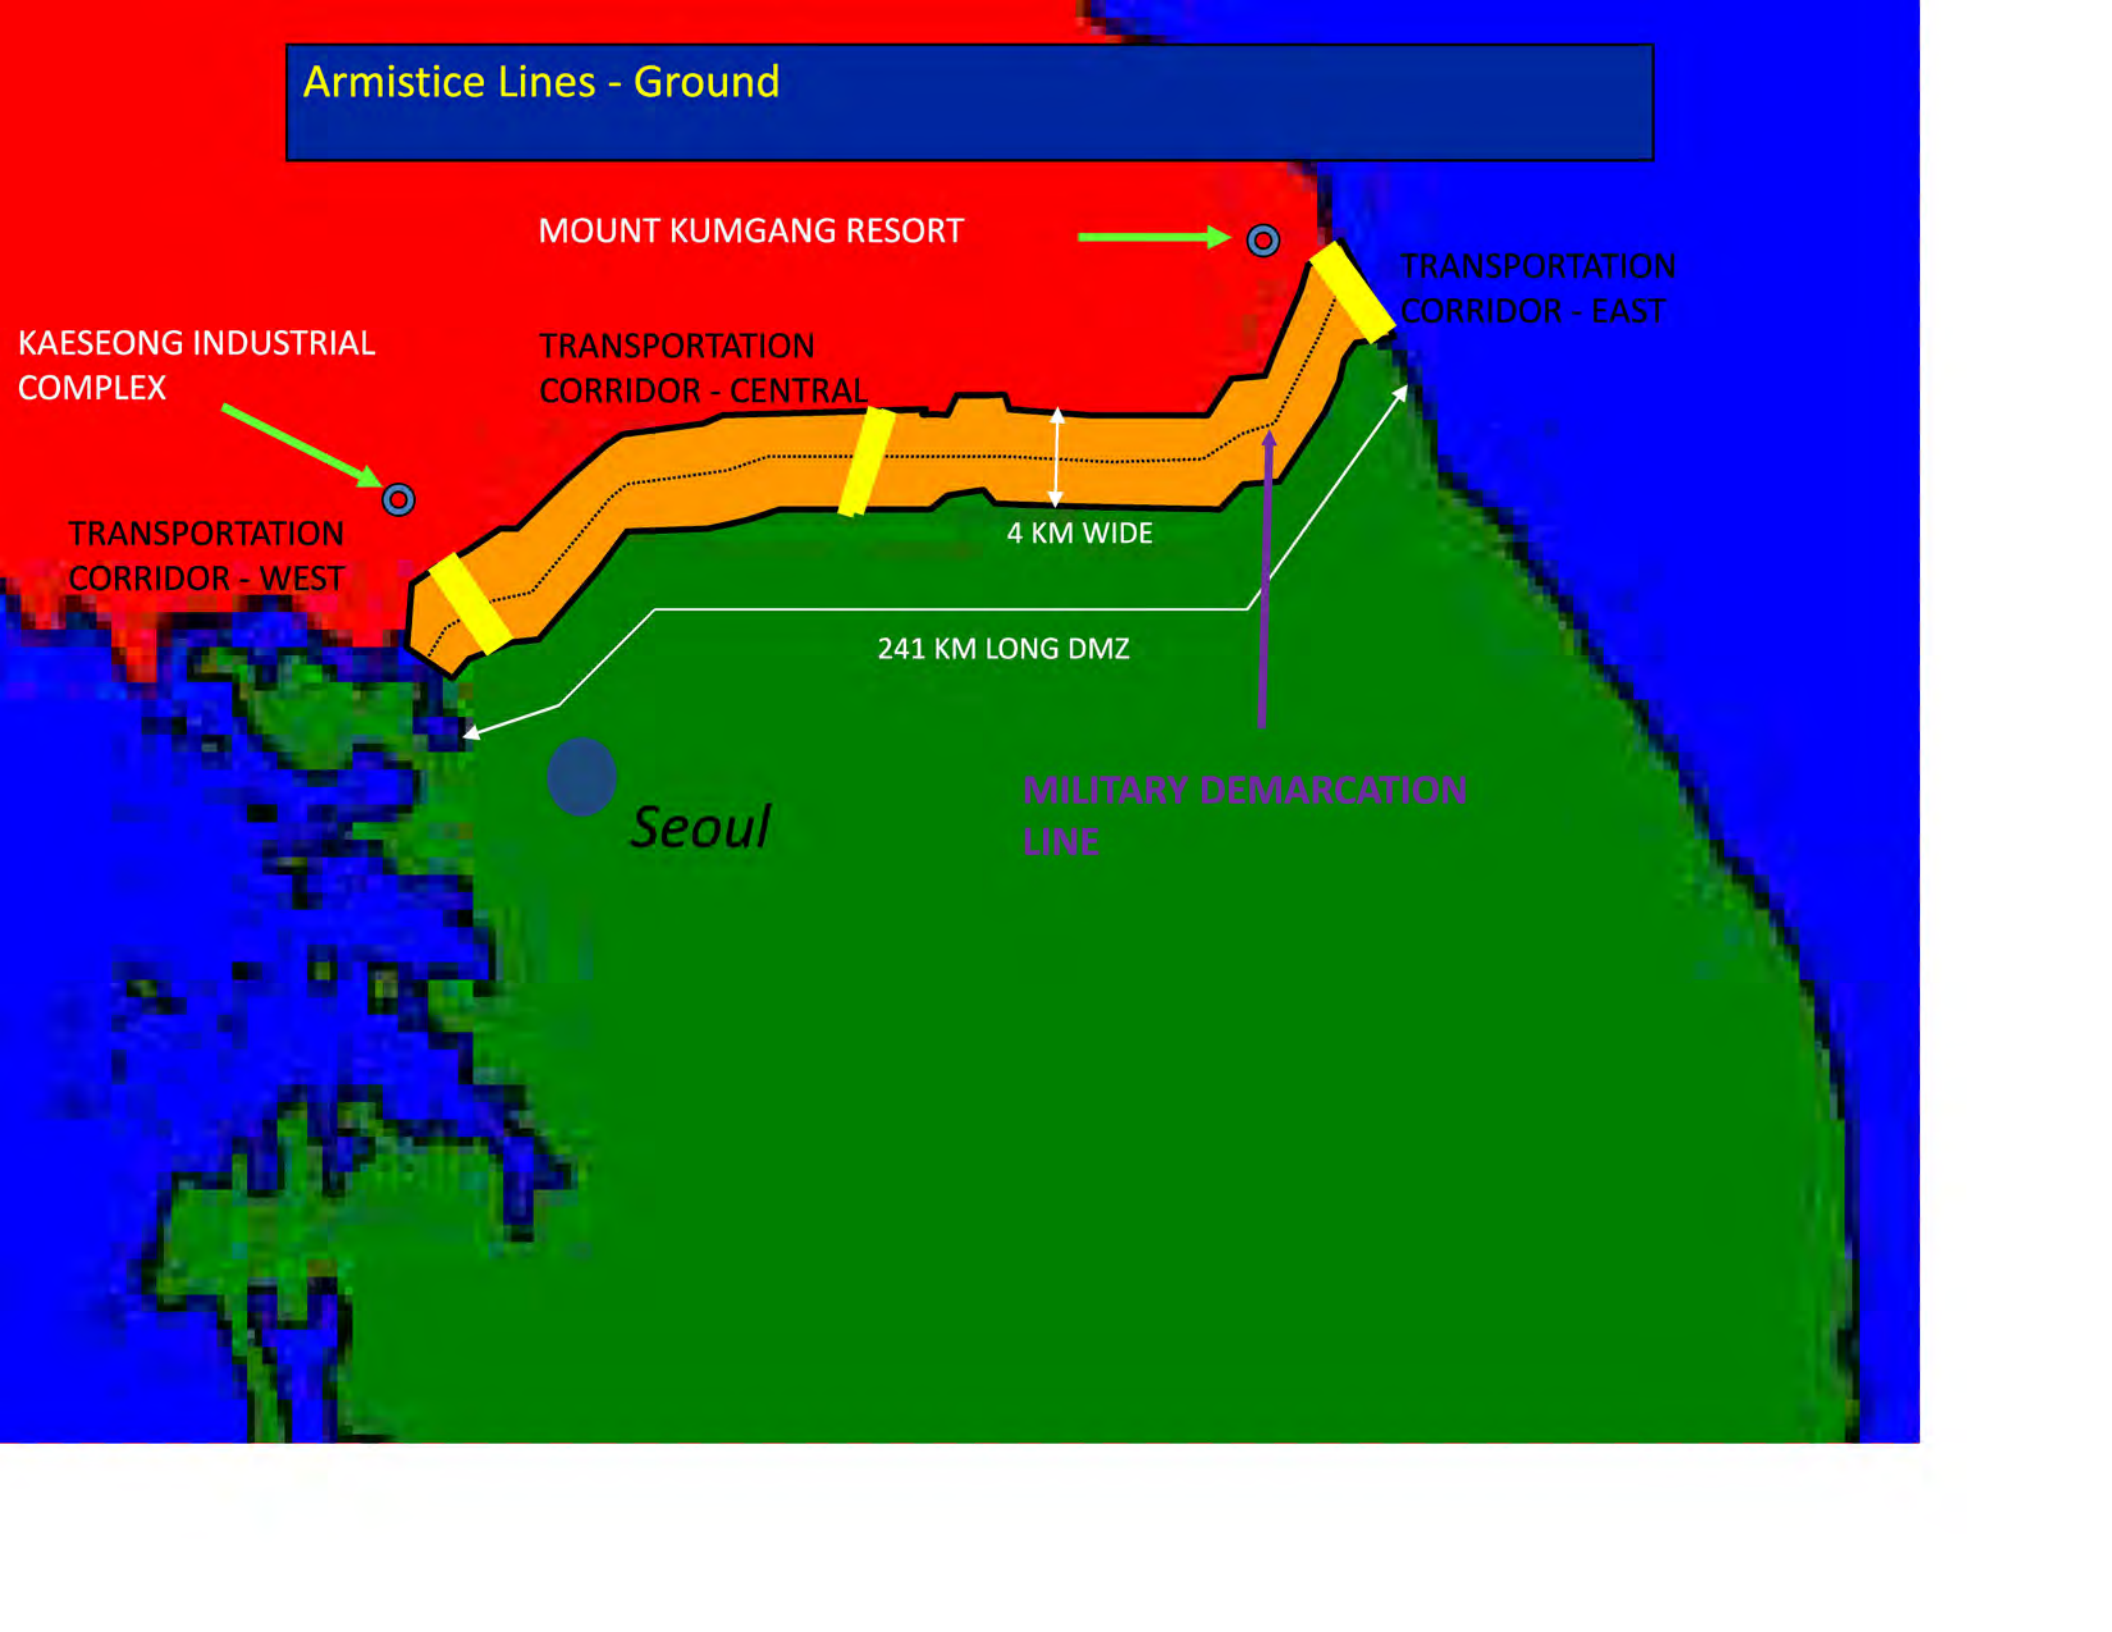 Armistice Lines - Ground
MOUNT KUMGANG RESORT
TRANSPORTATION
CORRIDOR - EAST
KAESEONG INDUSTRIAL
COMPLEX
TRANSPORTATION
CORRIDOR - CENTRAL
TRANSPORTATION
CORRIDOR - WEST
4 KM WIDE
241 KM LONG DMZ
Seoul
MILITARY DEMARCATION
LINE